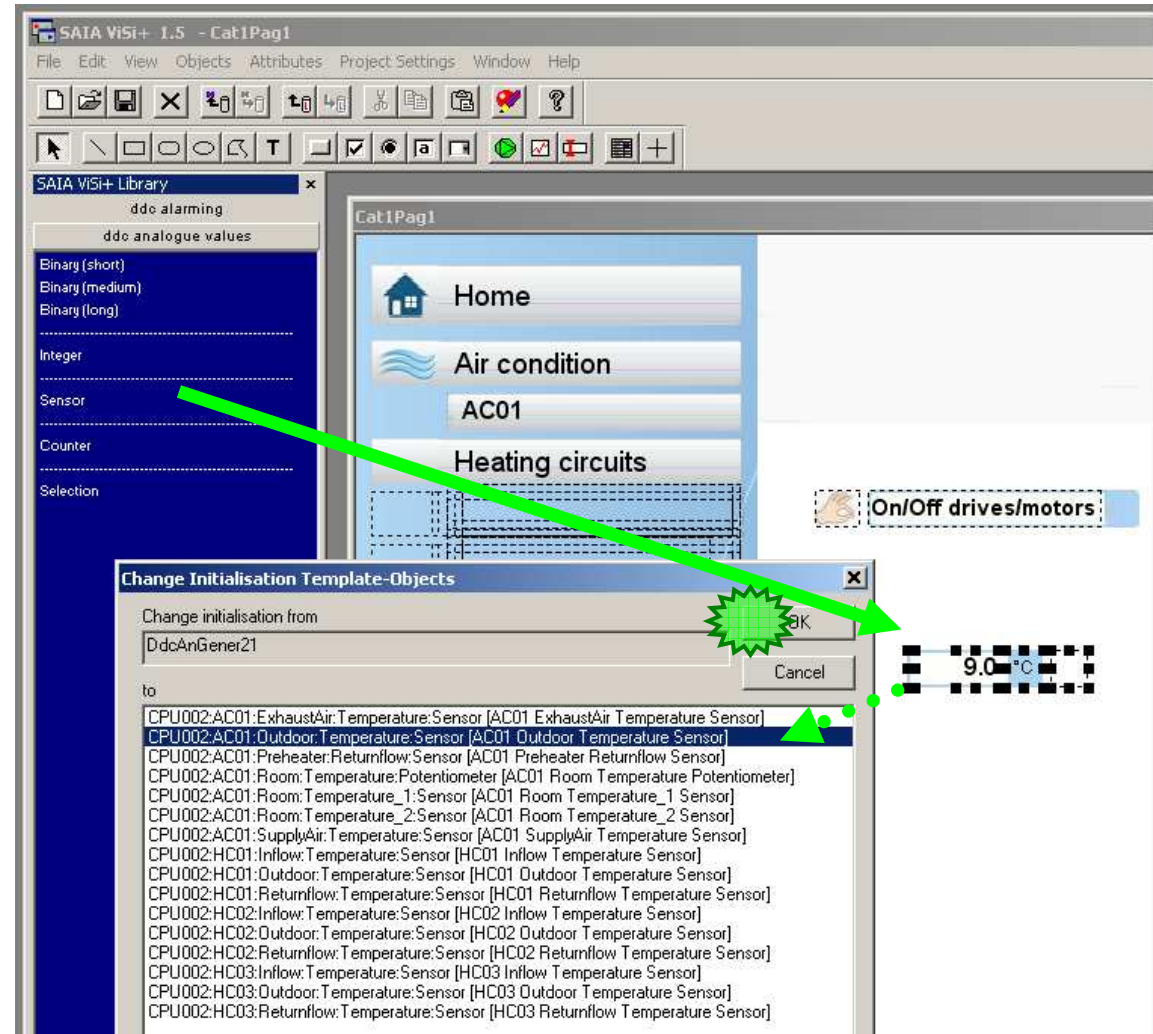 SAIA ViSi+ 1.5 - Cat1Pag1
File Edit View Objects Attributes Project Settings Window Help
T
a
SAIA ViSi+ Library
ddc alarming
ddc analogue values
Binary (short)
Binary (medium)
Binary (long)
Integer
Sensor
Counter
Selection
Cat1Pag1
Home
Air condition
AC01
Heating circuits
On/Off drives/motors
9.0 °C
Change Initialisation Template-Objects
Change initialisation from
OK
DdcAnGener21
Cancel
to
CPU002:AC01:ExhaustAir:Temperature:Sensor [AC01 ExhaustAir Temperature Sensor]
CPU002:AC01:Outdoor:Temperature:Sensor [AC01 Outdoor Temperature Sensor]
CPU002:AC01:Preheater:Returnflow:Sensor [AC01 Preheater Returnflow Sensor]
CPU002:AC01:Room:Temperature:Potentiometer [AC01 Room Temperature Potentiometer]
CPU002:AC01:Room:Temperature_1:Sensor [AC01 Room Temperature_1 Sensor]
CPU002:AC01:Room:Temperature_2:Sensor [AC01 Room Temperature_2 Sensor]
CPU002:AC01:SupplyAir:Temperature:Sensor [AC01 SupplyAir Temperature Sensor]
CPU002:HC01:Inflow:Temperature:Sensor [HC01 Inflow Temperature Sensor]
CPU002:HC01:Outdoor:Temperature:Sensor [HC01 Outdoor Temperature Sensor]
CPU002:HC01:Returnflow:Temperature:Sensor [HC01 Returnflow Temperature Sensor]
CPU002:HC02:Inflow:Temperature:Sensor [HC02 Inflow Temperature Sensor]
CPU002:HC02:Outdoor:Temperature:Sensor [HC02 Outdoor Temperature Sensor]
CPU002:HC02:Returnflow:Temperature:Sensor [HC02 Returnflow Temperature Sensor]
CPU002:HC03:Inflow:Temperature:Sensor [HC03 Inflow Temperature Sensor]
CPU002:HC03:Outdoor:Temperature:Sensor [HC03 Outdoor Temperature Sensor]
CPU002:HC03:Returnflow:Temperature:Sensor [HC03 Returnflow Temperature Sensor]